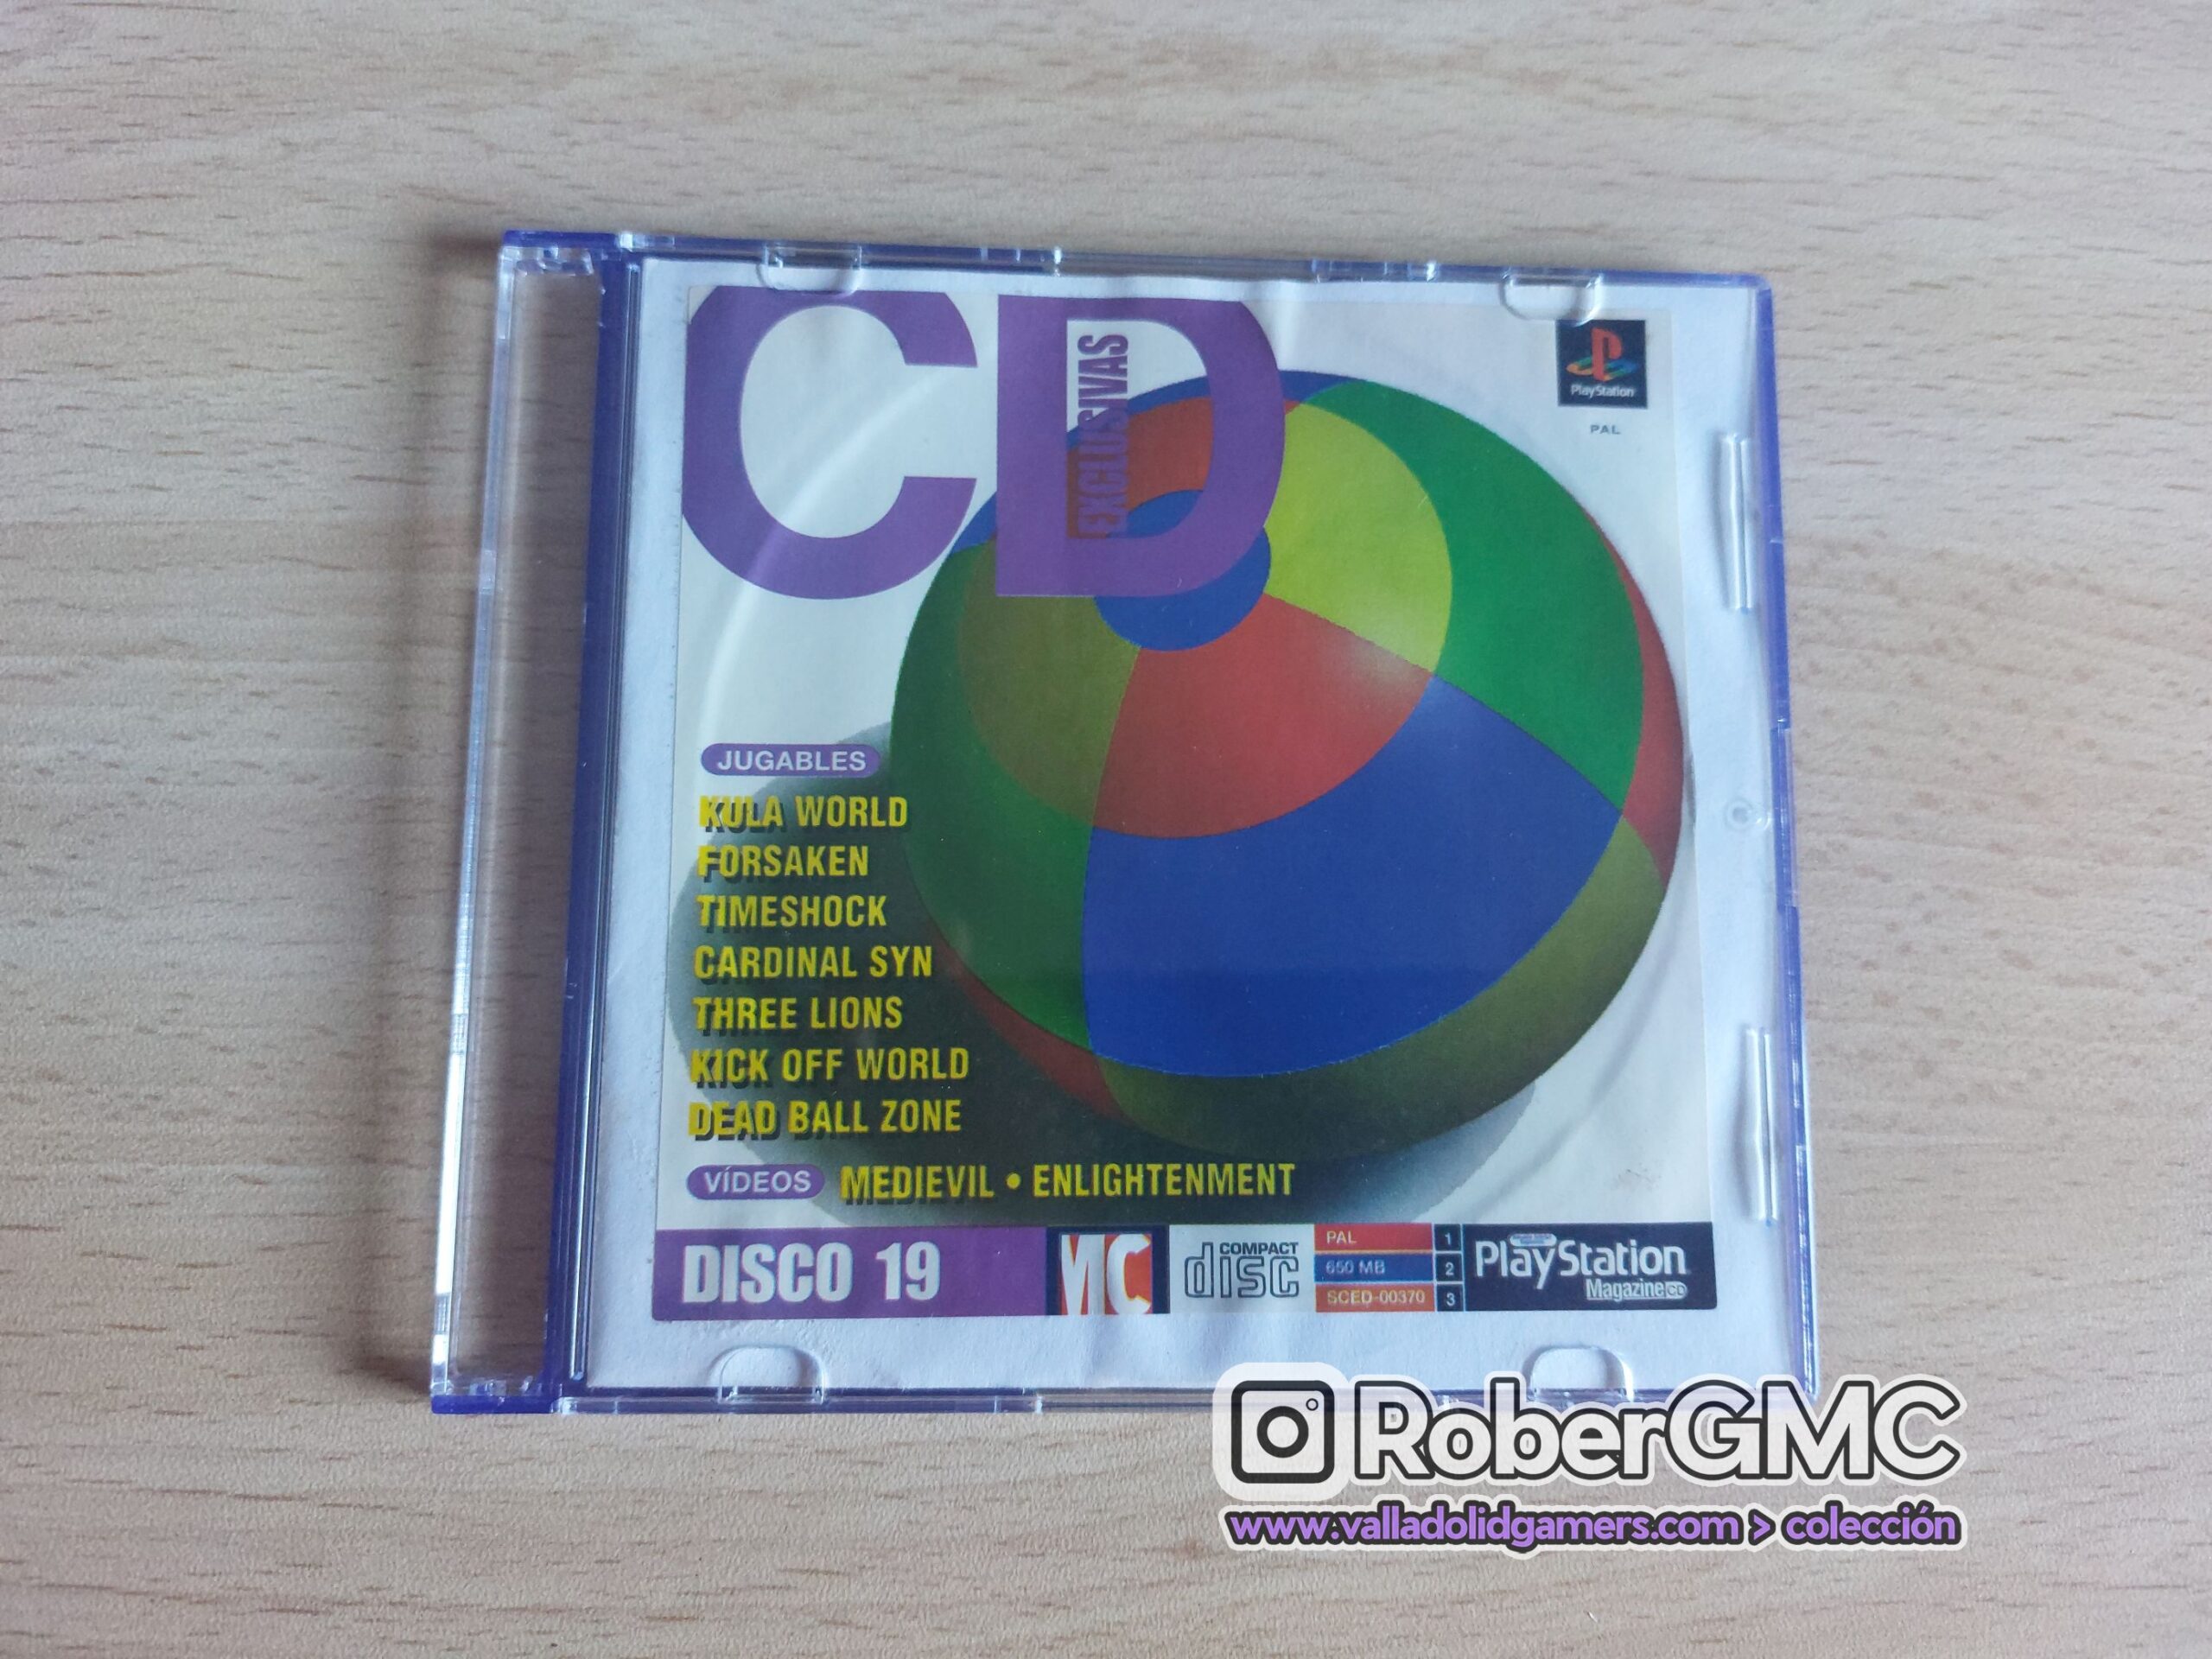 CD
EXCLUSIVAS
PlayStation
PAL
JUGABLES
KULA WORLD
FORSAKEN
TIMESHOCK
CARDINAL SYN
THREE LIONS
KICK OFF WORLD
DEAD BALL ZONE
VÍDEOS MEDIEVIL • ENLIGHTENMENT
DISCO 19
MC
COMPACT
disc
PAL 1
650 MB 2
SCED-00370 3
PlayStation
Magazine CD
RoberGMC
www.valladolidgamers.com > colección